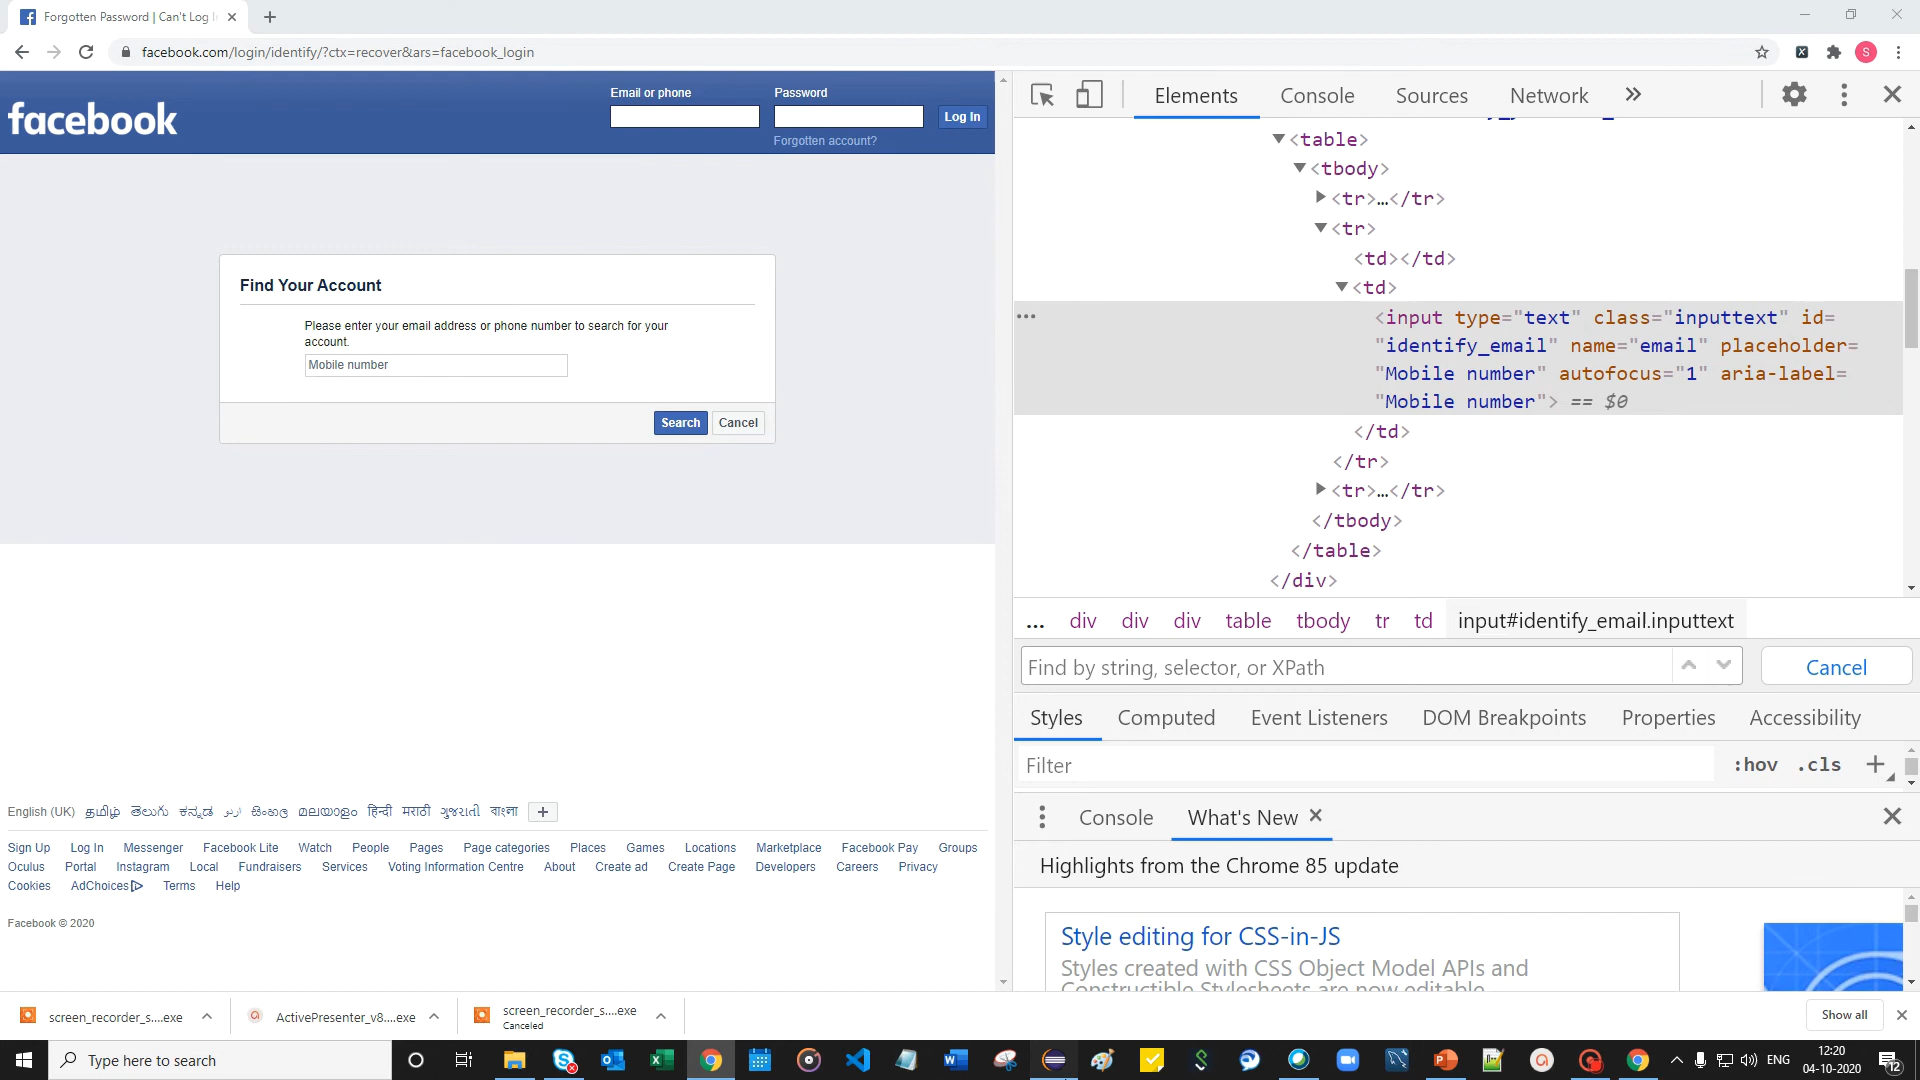 Forgotten Password | Can't Log I
facebook.com/login/identify/?ctx=recover&ars=facebook_login
S
facebook
Email or phone
Password
Log In
Forgotten account?
Find Your Account
Please enter your email address or phone number to search for your
account.
Mobile number
Search
Cancel
English (UK) தமிழ் తెలుగు ಕನ್ನಡ اردو සිංහල മലയാളം हिन्दी मराठी ગુજરાતી বাংলা +
Sign Up Log In Messenger Facebook Lite Watch People Pages Page categories Places Games Locations Marketplace Facebook Pay Groups
Oculus Portal Instagram Local Fundraisers Services Voting Information Centre About Create ad Create Page Developers Careers Privacy
Cookies AdChoices Terms Help
Facebook © 2020
Elements Console Sources Network »
<table>
<tbody>
<tr>…</tr>
<tr>
<td></td>
<td>
<input type="text" class="inputtext" id=
"identify_email" name="email" placeholder=
"Mobile number" autofocus="1" aria-label=
"Mobile number"> == $0
</td>
</tr>
<tr>…</tr>
</tbody>
</table>
</div>
... div div div table tbody tr td input#identify_email.inputtext
Find by string, selector, or XPath
Cancel
Styles Computed Event Listeners DOM Breakpoints Properties Accessibility
Filter
:hov .cls +
Console What's New
Highlights from the Chrome 85 update
Style editing for CSS-in-JS
Styles created with CSS Object Model APIs and
Constructible Stylesheets are now editable
screen_recorder_s....exe
ActivePresenter_v8....exe
screen_recorder_s....exe
Canceled
Show all
Type here to search
ENG
12:20
04-10-2020
12